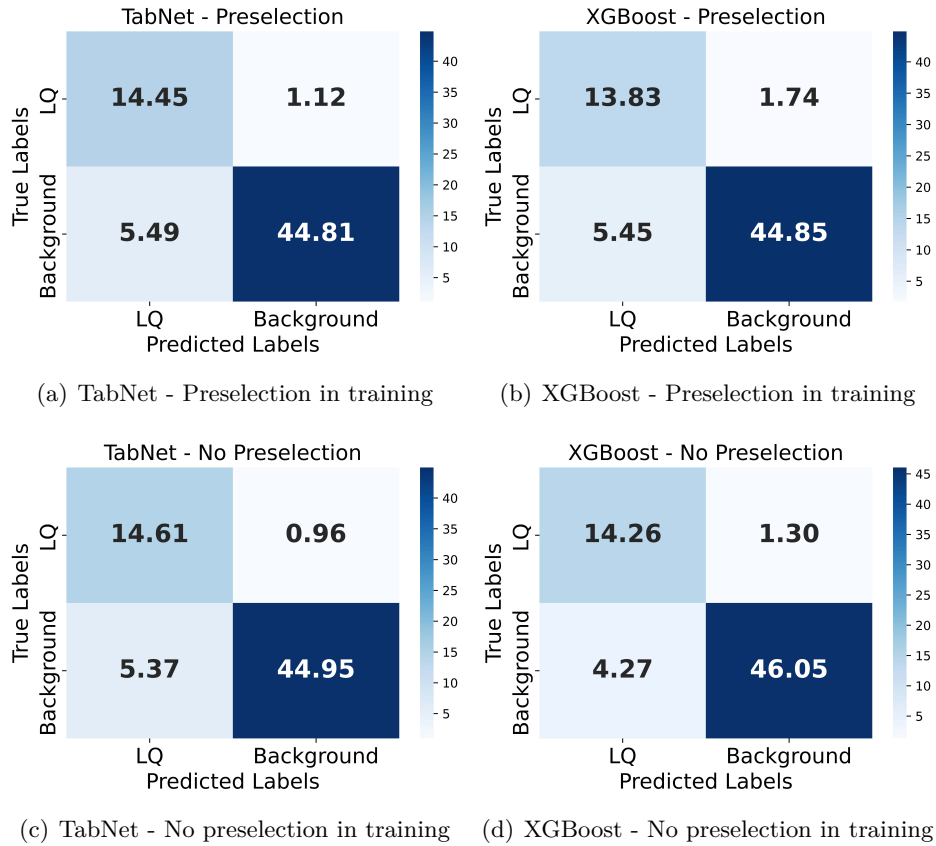 TabNet - Preselection
True Labels
LQ
Background
14.45 1.12
5.49 44.81
40
35
30
25
20
15
10
5
LQ Background
Predicted Labels
(a) TabNet - Preselection in training
XGBoost - Preselection
True Labels
LQ
Background
13.83 1.74
5.45 44.85
40
35
30
25
20
15
10
5
LQ Background
Predicted Labels
(b) XGBoost - Preselection in training
TabNet - No Preselection
True Labels
LQ
Background
14.61 0.96
5.37 44.95
40
35
30
25
20
15
10
5
LQ Background
Predicted Labels
(c) TabNet - No preselection in training
XGBoost - No Preselection
True Labels
LQ
Background
14.26 1.30
4.27 46.05
45
40
35
30
25
20
15
10
5
LQ Background
Predicted Labels
(d) XGBoost - No preselection in training